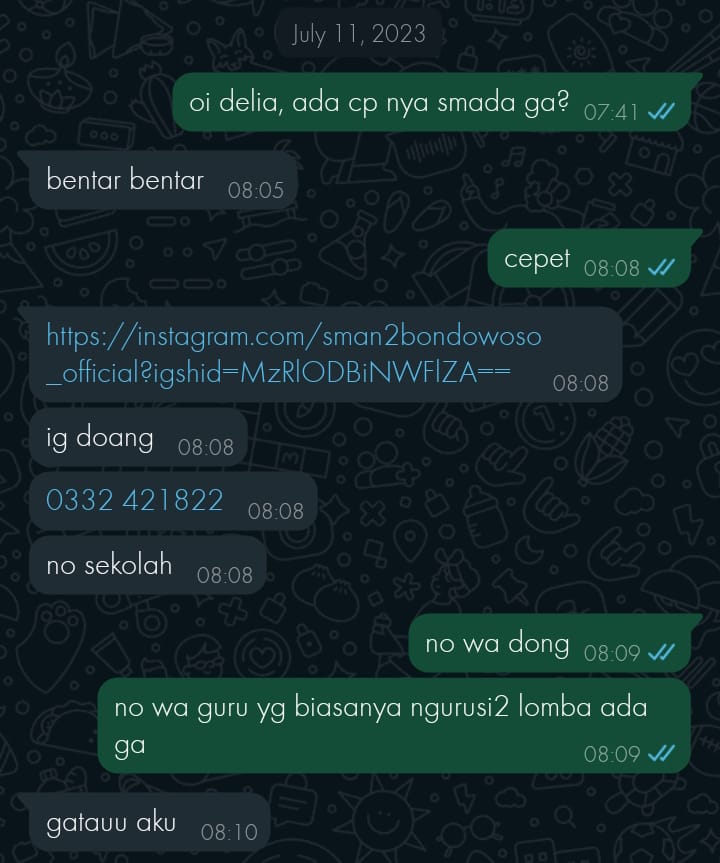 July 11, 2023
oi delia, ada cp nya smada ga? 07:41
bentar bentar 08:05
cepet 08:08
https://instagram.com/sman2bondowoso
_official?igshid=MzRlODBiNWFlZA== 08:08
ig doang 08:08
0332 421822 08:08
no sekolah 08:08
no wa dong 08:09
no wa guru yg biasanya ngurusi2 lomba ada
ga 08:09
gatauu aku 08:10